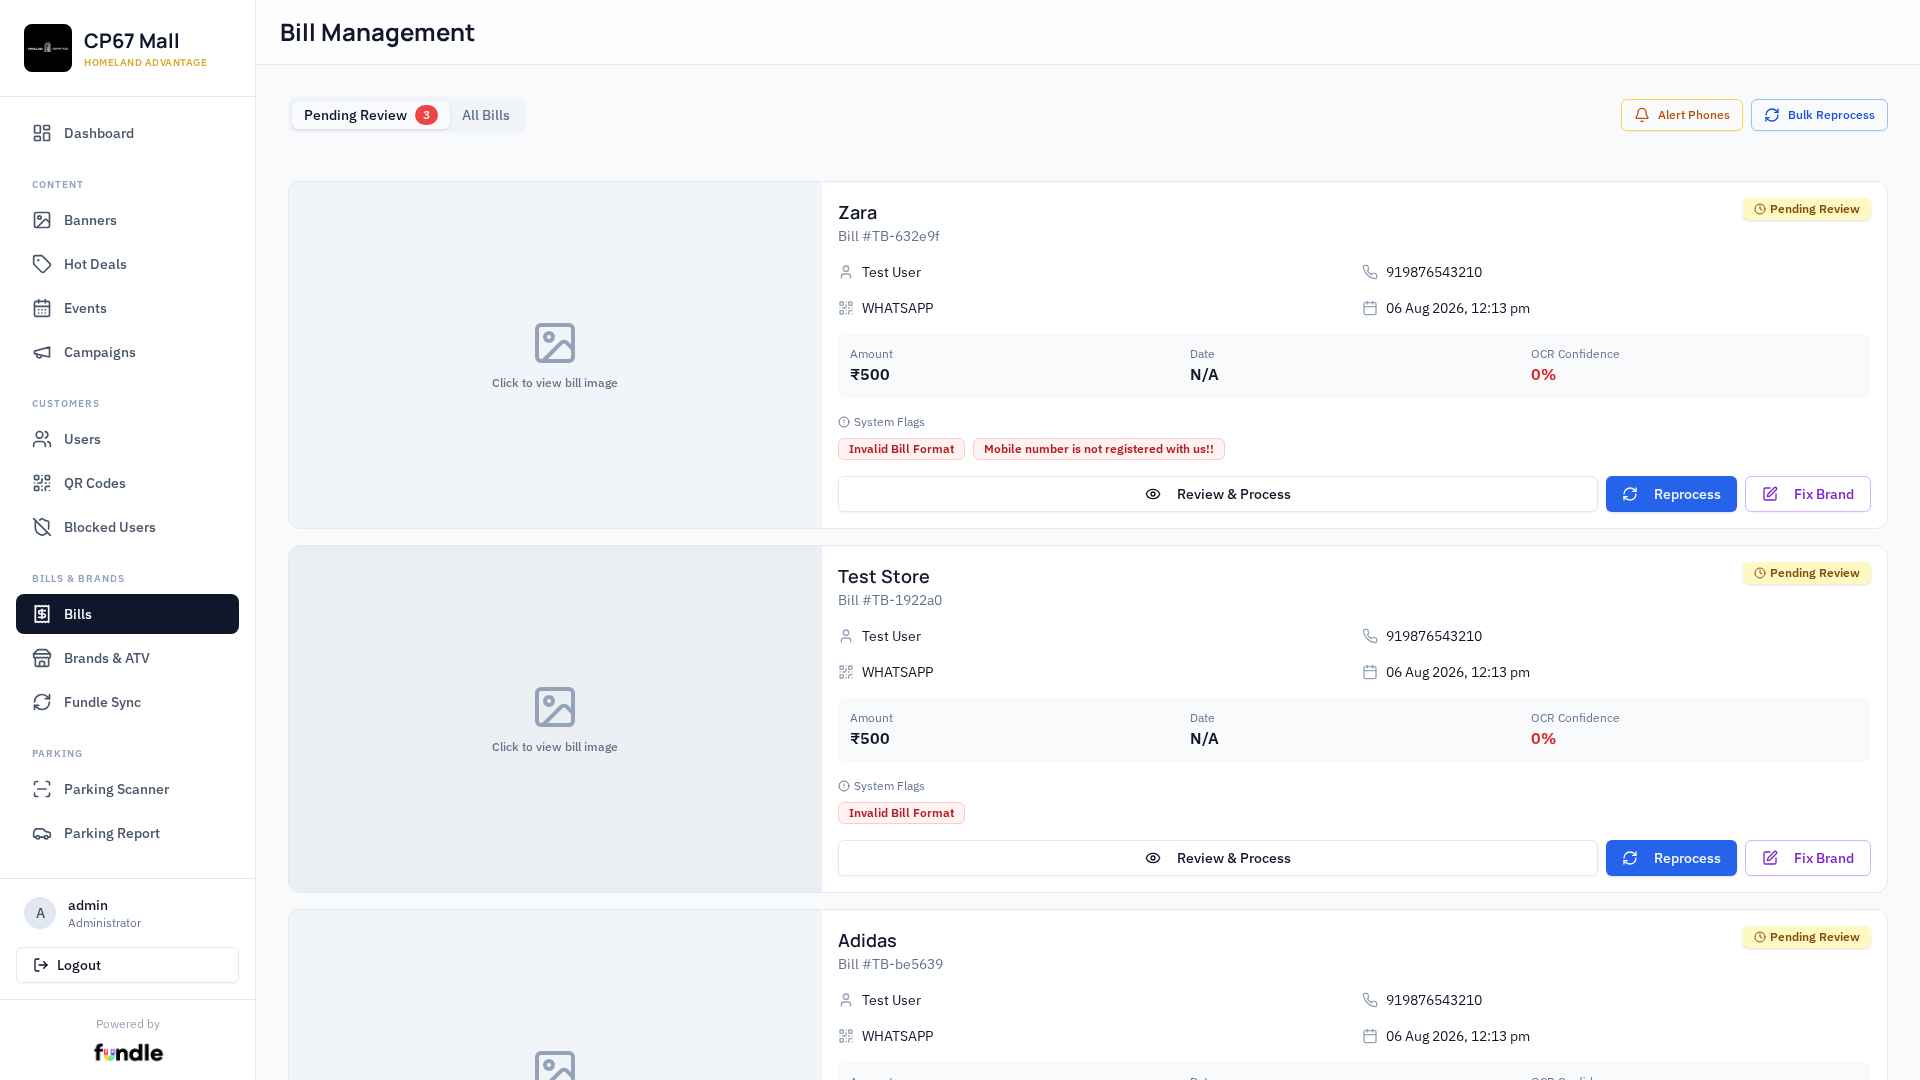 CP67 Mall
HOMELAND ADVANTAGE
Dashboard
CONTENT
Banners
Hot Deals
Events
Campaigns
CUSTOMERS
Users
QR Codes
Blocked Users
BILLS & BRANDS
Bills
Brands & ATV
Fundle Sync
PARKING
Parking Scanner
Parking Report
A
admin
Administrator
Logout
Powered by
fundle
Bill Management
Pending Review 3 All Bills
Alert Phones Bulk Reprocess
Click to view bill image
Zara
Pending Review
Bill #TB-632e9f
Test User 919876543210
WHATSAPP 06 Aug 2026, 12:13 pm
Amount Date OCR Confidence
₹500 N/A 0%
System Flags
Invalid Bill Format Mobile number is not registered with us!!
Review & Process Reprocess Fix Brand
Click to view bill image
Test Store
Pending Review
Bill #TB-1922a0
Test User 919876543210
WHATSAPP 06 Aug 2026, 12:13 pm
Amount Date OCR Confidence
₹500 N/A 0%
System Flags
Invalid Bill Format
Review & Process Reprocess Fix Brand
Adidas
Pending Review
Bill #TB-be5639
Test User 919876543210
WHATSAPP 06 Aug 2026, 12:13 pm